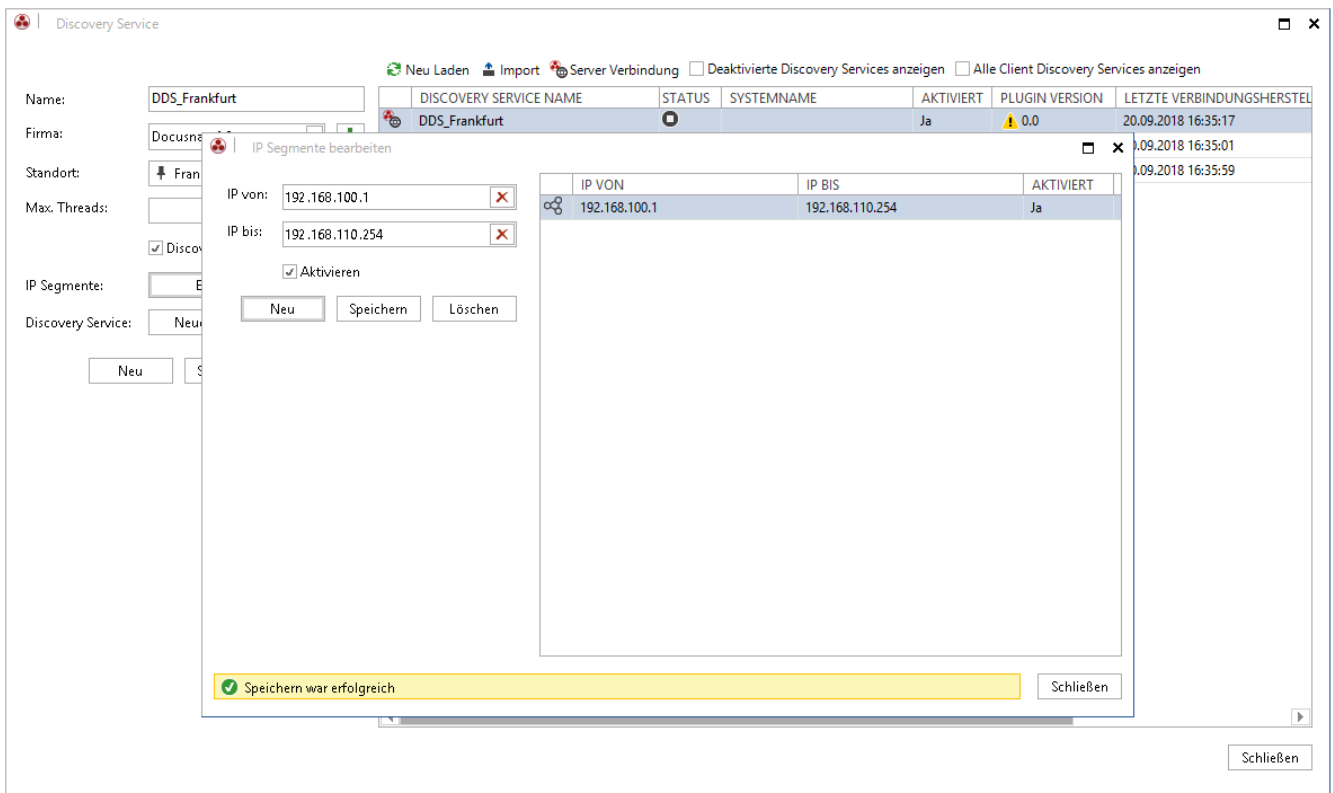 Discovery Service
Neu Laden Import Server Verbindung Deaktivierte Discovery Services anzeigen Alle Client Discovery Services anzeigen
Name: DDS_Frankfurt
DISCOVERY SERVICE NAME STATUS SYSTEMNAME AKTIVIERT PLUGIN VERSION LETZTE VERBINDUNGSHERSTEL
DDS_Frankfurt Ja 0.0 20.09.2018 16:35:17
Firma:
.09.2018 16:35:01
Standort: Fran
.09.2018 16:35:59
Max. Threads:
Disco
IP Segmente:
Discovery Service: Neu
Neu
IP Segmente bearbeiten
IP von: 192.168.100.1
IP bis: 192.168.110.254
Aktivieren
Neu Speichern Löschen
IP VON IP BIS AKTIVIERT
192.168.100.1 192.168.110.254 Ja
Speichern war erfolgreich
Schließen
Schließen